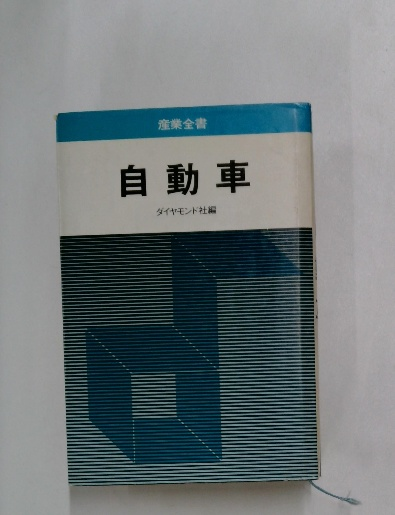 産業全書
自動車
ダイヤモンド社編